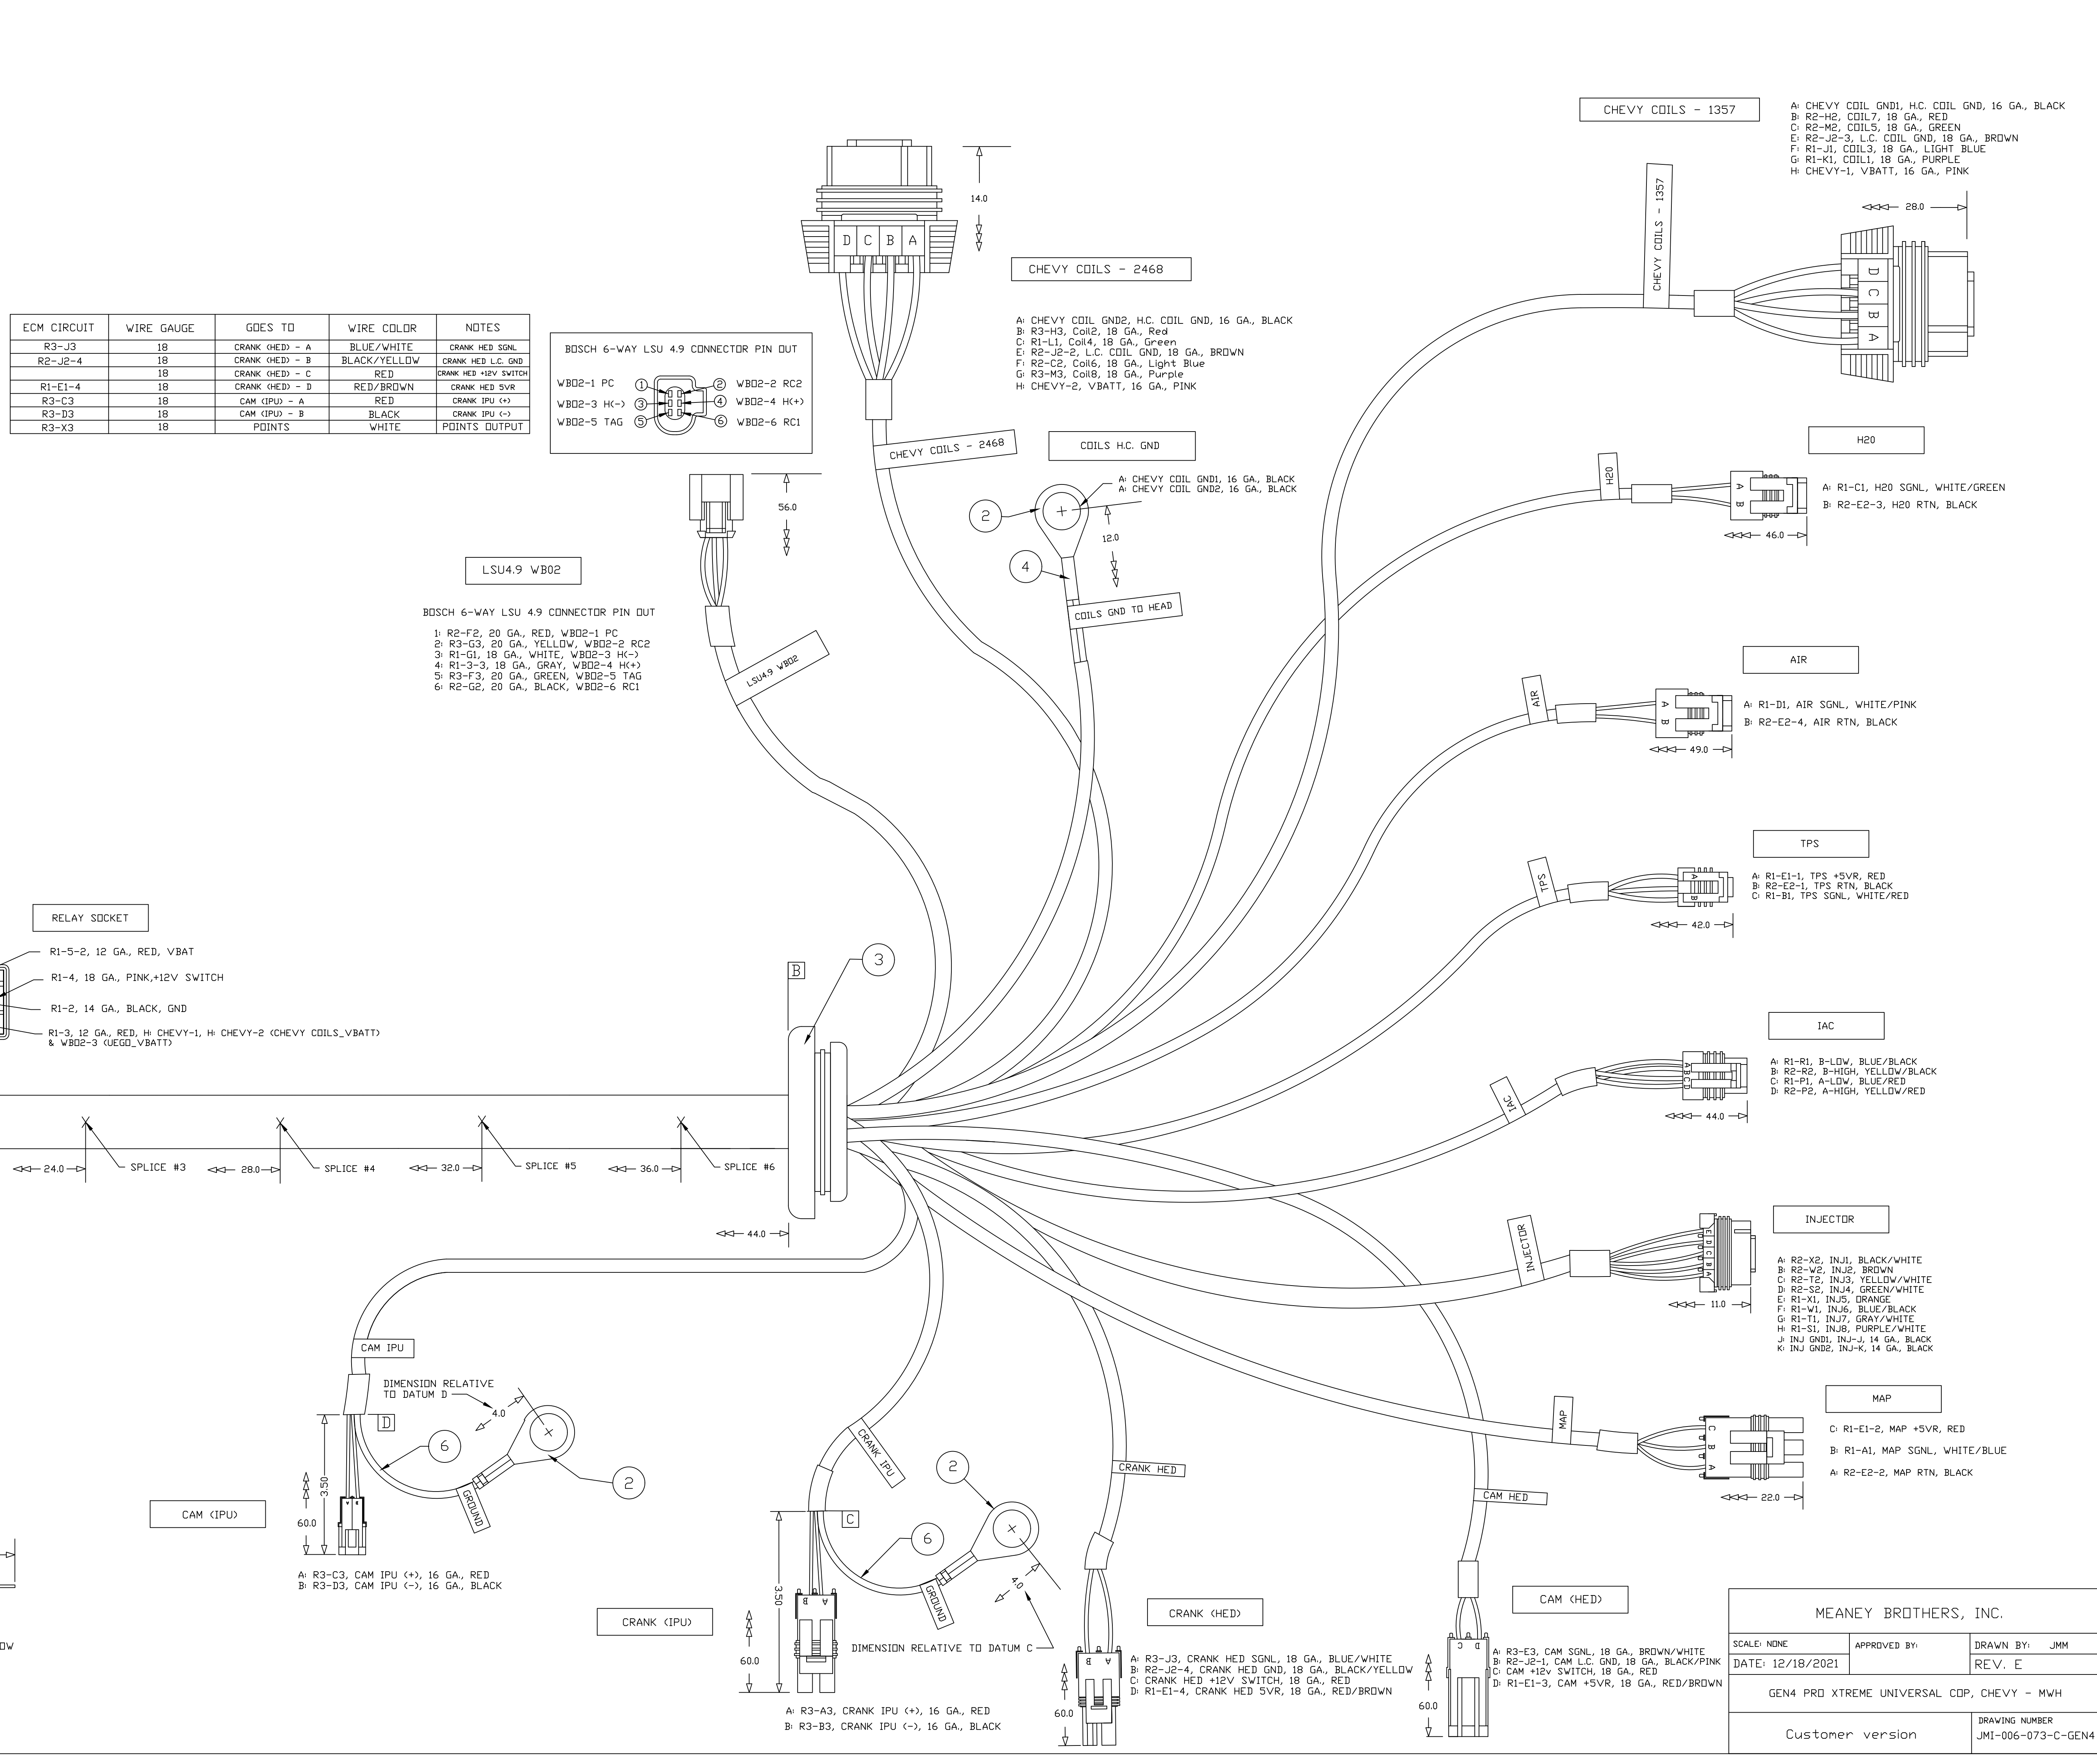 CHEVY COILS - 1357
A: CHEVY COIL GND1, H.C. COIL GND, 16 GA., BLACK
B: R2-H2, COIL7, 18 GA., RED
C: R2-M2, COIL5, 18 GA., GREEN
E: R2-J2-3, L.C. COIL GND, 18 GA., BROWN
F: R1-J1, COIL3, 18 GA., LIGHT BLUE
G: R1-K1, COIL1, 18 GA., PURPLE
H: CHEVY-1, VBATT, 16 GA., PINK
CHEVY COILS - 1357
28.0
D C B A
14.0
D C B A
CHEVY COILS - 2468
A: CHEVY COIL GND2, H.C. COIL GND, 16 GA., BLACK
B: R3-H3, Coil2, 18 GA., Red
C: R1-L1, Coil4, 18 GA., Green
E: R2-J2-2, L.C. COIL GND, 18 GA., BROWN
F: R2-C2, Coil6, 18 GA., Light Blue
G: R3-M3, Coil8, 18 GA., Purple
H: CHEVY-2, VBATT, 16 GA., PINK
CHEVY COILS - 2468
ECM CIRCUIT WIRE GAUGE GOES TO WIRE COLOR NOTES
R3-J3 18 CRANK (HED) - A BLUE/WHITE CRANK HED SGNL
R2-J2-4 18 CRANK (HED) - B BLACK/YELLOW CRANK HED L.C. GND
18 CRANK (HED) - C RED CRANK HED +12V SWITCH
R1-E1-4 18 CRANK (HED) - D RED/BROWN CRANK HED 5VR
R3-C3 18 CAM (IPU) - A RED CRANK IPU (+)
R3-D3 18 CAM (IPU) - B BLACK CRANK IPU (-)
R3-X3 18 POINTS WHITE POINTS OUTPUT
BOSCH 6-WAY LSU 4.9 CONNECTOR PIN OUT
WBO2-1 PC 1 2 WBO2-2 RC2
WBO2-3 H(-) 3 4 WBO2-4 H(+)
WBO2-5 TAG 5 6 WBO2-6 RC1
56.0
LSU4.9 WB02
BOSCH 6-WAY LSU 4.9 CONNECTOR PIN OUT
1: R2-F2, 20 GA., RED, WBO2-1 PC
2: R3-G3, 20 GA., YELLOW, WBO2-2 RC2
3: R1-G1, 18 GA., WHITE, WBO2-3 H(-)
4: R1-3-3, 18 GA., GRAY, WBO2-4 H(+)
5: R3-F3, 20 GA., GREEN, WBO2-5 TAG
6: R2-G2, 20 GA., BLACK, WBO2-6 RC1
LSU4.9 WB02
COILS H.C. GND
A: CHEVY COIL GND1, 16 GA., BLACK
A: CHEVY COIL GND2, 16 GA., BLACK
2
12.0
4
COILS GND TO HEAD
H20
H20
A
B
A: R1-C1, H20 SGNL, WHITE/GREEN
B: R2-E2-3, H20 RTN, BLACK
46.0
AIR
AIR
A
B
A: R1-D1, AIR SGNL, WHITE/PINK
B: R2-E2-4, AIR RTN, BLACK
49.0
TPS
TPS
A
B
A: R1-E1-1, TPS +5VR, RED
B: R2-E2-1, TPS RTN, BLACK
C: R1-B1, TPS SGNL, WHITE/RED
42.0
IAC
IAC
A B C D
A: R1-R1, B-LOW, BLUE/BLACK
B: R2-R2, B-HIGH, YELLOW/BLACK
C: R1-P1, A-LOW, BLUE/RED
D: R2-P2, A-HIGH, YELLOW/RED
44.0
INJECTOR
INJECTOR
E D C B A
A: R2-X2, INJ1, BLACK/WHITE
B: R2-W2, INJ2, BROWN
C: R2-T2, INJ3, YELLOW/WHITE
D: R2-S2, INJ4, GREEN/WHITE
E: R1-X1, INJ5, ORANGE
F: R1-W1, INJ6, BLUE/BLACK
G: R1-T1, INJ7, GRAY/WHITE
H: R1-S1, INJ8, PURPLE/WHITE
J: INJ GND1, INJ-J, 14 GA., BLACK
K: INJ GND2, INJ-K, 14 GA., BLACK
11.0
MAP
MAP
C
B
A
C: R1-E1-2, MAP +5VR, RED
B: R1-A1, MAP SGNL, WHITE/BLUE
A: R2-E2-2, MAP RTN, BLACK
22.0
RELAY SOCKET
R1-5-2, 12 GA., RED, VBAT
R1-4, 18 GA., PINK,+12V SWITCH
R1-2, 14 GA., BLACK, GND
R1-3, 12 GA., RED, H: CHEVY-1, H: CHEVY-2 (CHEVY COILS_VBATT)
& WBO2-3 (UEGO_VBATT)
B
3
24.0 SPLICE #3 28.0 SPLICE #4 32.0 SPLICE #5 36.0 SPLICE #6
44.0
CAM IPU
DIMENSION RELATIVE
TO DATUM D
4.0
D
6
2
GROUND
3.50
60.0
CAM (IPU)
A: R3-C3, CAM IPU (+), 16 GA., RED
B: R3-D3, CAM IPU (-), 16 GA., BLACK
OW
CRANK IPU
C
2
6
GROUND
4.0
3.50
60.0
B A
CRANK (IPU)
DIMENSION RELATIVE TO DATUM C
A: R3-A3, CRANK IPU (+), 16 GA., RED
B: R3-B3, CRANK IPU (-), 16 GA., BLACK
CRANK HED
CRANK (HED)
B A
60.0
A: R3-J3, CRANK HED SGNL, 18 GA., BLUE/WHITE
B: R2-J2-4, CRANK HED GND, 18 GA., BLACK/YELLOW
C: CRANK HED +12V SWITCH, 18 GA., RED
D: R1-E1-4, CRANK HED 5VR, 18 GA., RED/BROWN
CAM HED
CAM (HED)
C D
60.0
A: R3-E3, CAM SGNL, 18 GA., BROWN/WHITE
B: R2-J2-1, CAM L.C. GND, 18 GA., BLACK/PINK
C: CAM +12v SWITCH, 18 GA., RED
D: R1-E1-3, CAM +5VR, 18 GA., RED/BROWN
MEANEY BROTHERS, INC.
SCALE: NONE APPROVED BY: DRAWN BY: JMM
DATE: 12/18/2021 REV. E
GEN4 PRO XTREME UNIVERSAL COP, CHEVY - MWH
Customer version
DRAWING NUMBER
JMI-006-073-C-GEN4